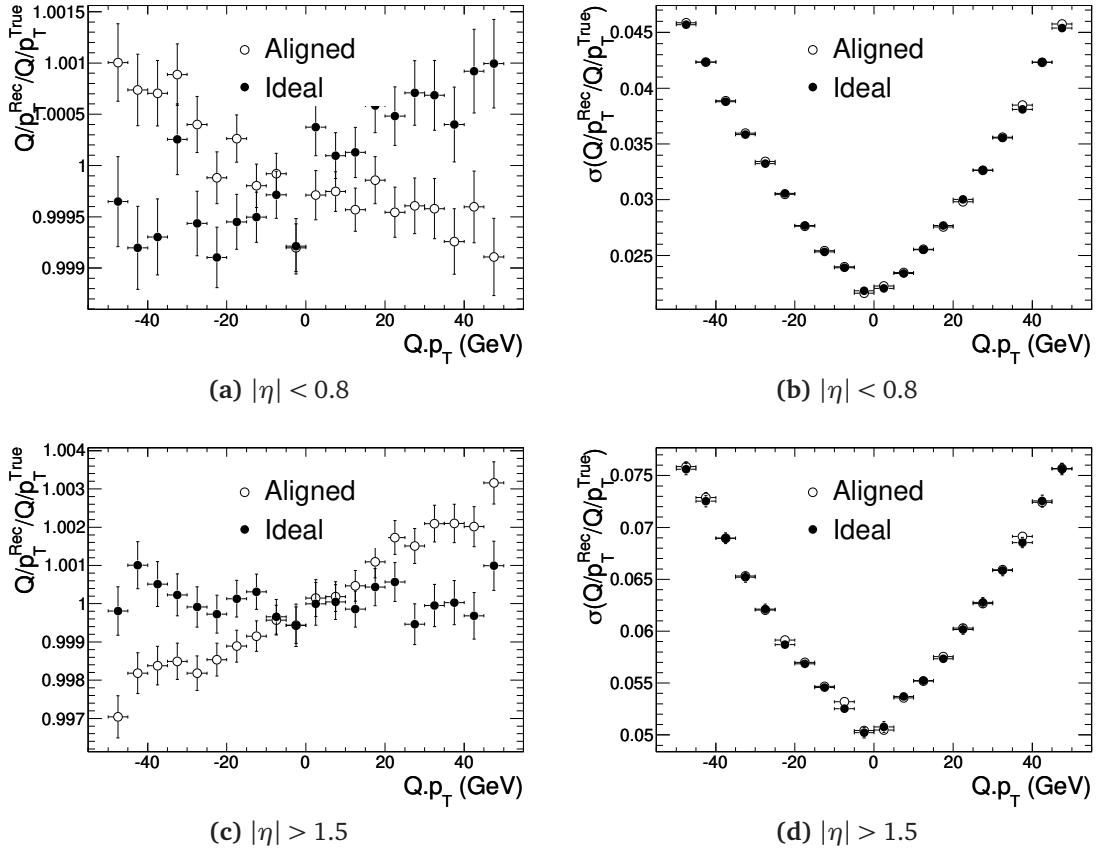 Q/p_T^Rec/Q/p_T^True
1.0015
1.001
1.0005
1
0.9995
0.999
Aligned
Ideal
-40 -20 0 20 40
Q.p_T (GeV)
(a) |η| < 0.8
σ(Q/p_T^Rec/Q/p_T^True)
0.045
0.04
0.035
0.03
0.025
Aligned
Ideal
-40 -20 0 20 40
Q.p_T (GeV)
(b) |η| < 0.8
Q/p_T^Rec/Q/p_T^True
1.004
1.003
1.002
1.001
1
0.999
0.998
0.997
Aligned
Ideal
-40 -20 0 20 40
Q.p_T (GeV)
(c) |η| > 1.5
σ(Q/p_T^Rec/Q/p_T^True)
0.075
0.07
0.065
0.06
0.055
0.05
Aligned
Ideal
-40 -20 0 20 40
Q.p_T (GeV)
(d) |η| > 1.5